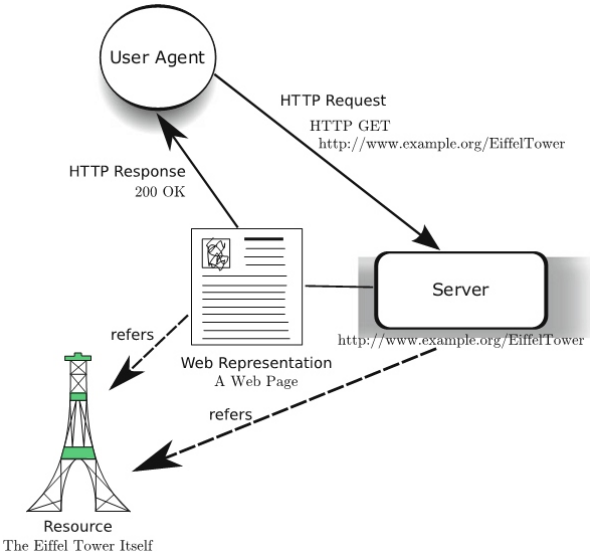 User Agent
HTTP Request
HTTP GET
http://www.example.org/EiffelTower
HTTP Response
200 OK
Server
http://www.example.org/EiffelTower
refers
Web Representation
A Web Page
refers
Resource
The Eiffel Tower Itself